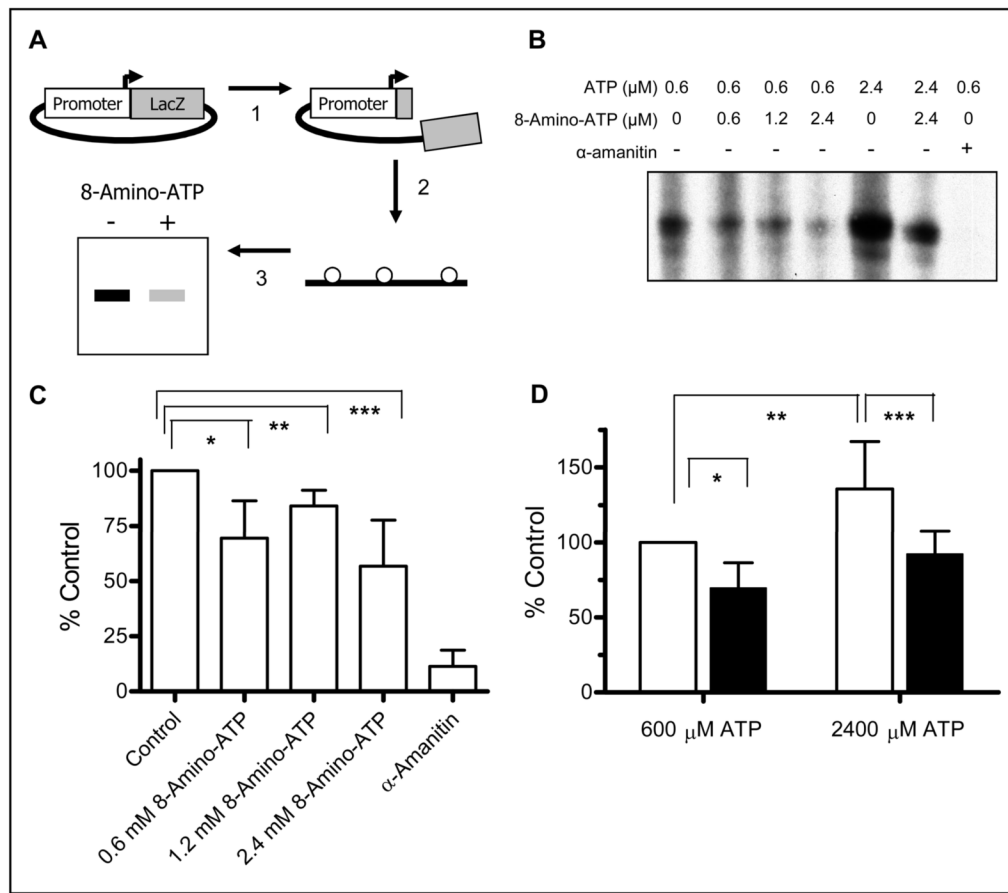 A
Promoter
LacZ
1
Promoter
2
8-Amino-ATP
- +
3
B
ATP (µM) 0.6 0.6 0.6 0.6 2.4 2.4 0.6
8-Amino-ATP (µM) 0 0.6 1.2 2.4 0 2.4 0
α-amanitin - - - - - - +
C
***
**
*
% Control
100
75
50
25
0
Control
0.6 mM 8-Amino-ATP
1.2 mM 8-Amino-ATP
2.4 mM 8-Amino-ATP
α-Amanitin
D
** ***
*
% Control
150
100
50
0
600 µM ATP
2400 µM ATP